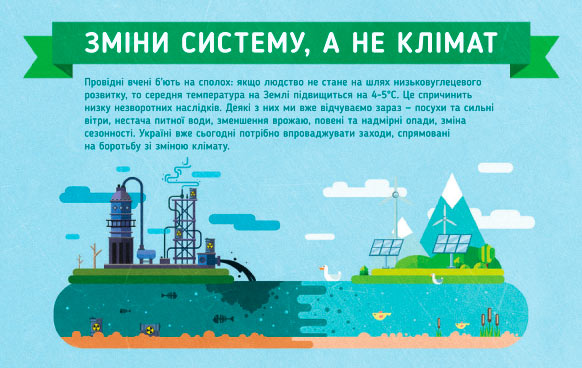 ЗМІНИ СИСТЕМУ, А НЕ КЛІМАТ
Провідні вчені б'ють на сполох: якщо людство не стане на шлях низьковуглецевого
розвитку, то середня температура на Землі підвищиться на 4-5°С. Це спричинить
низку незворотних наслідків. Деякі з них ми вже відчуваємо зараз – посухи та сильні
вітри, нестача питної води, зменшення врожаю, повені та надмірні опади, зміна
сезонності. Україні вже сьогодні потрібно впроваджувати заходи, спрямовані
на боротьбу зі зміною клімату.